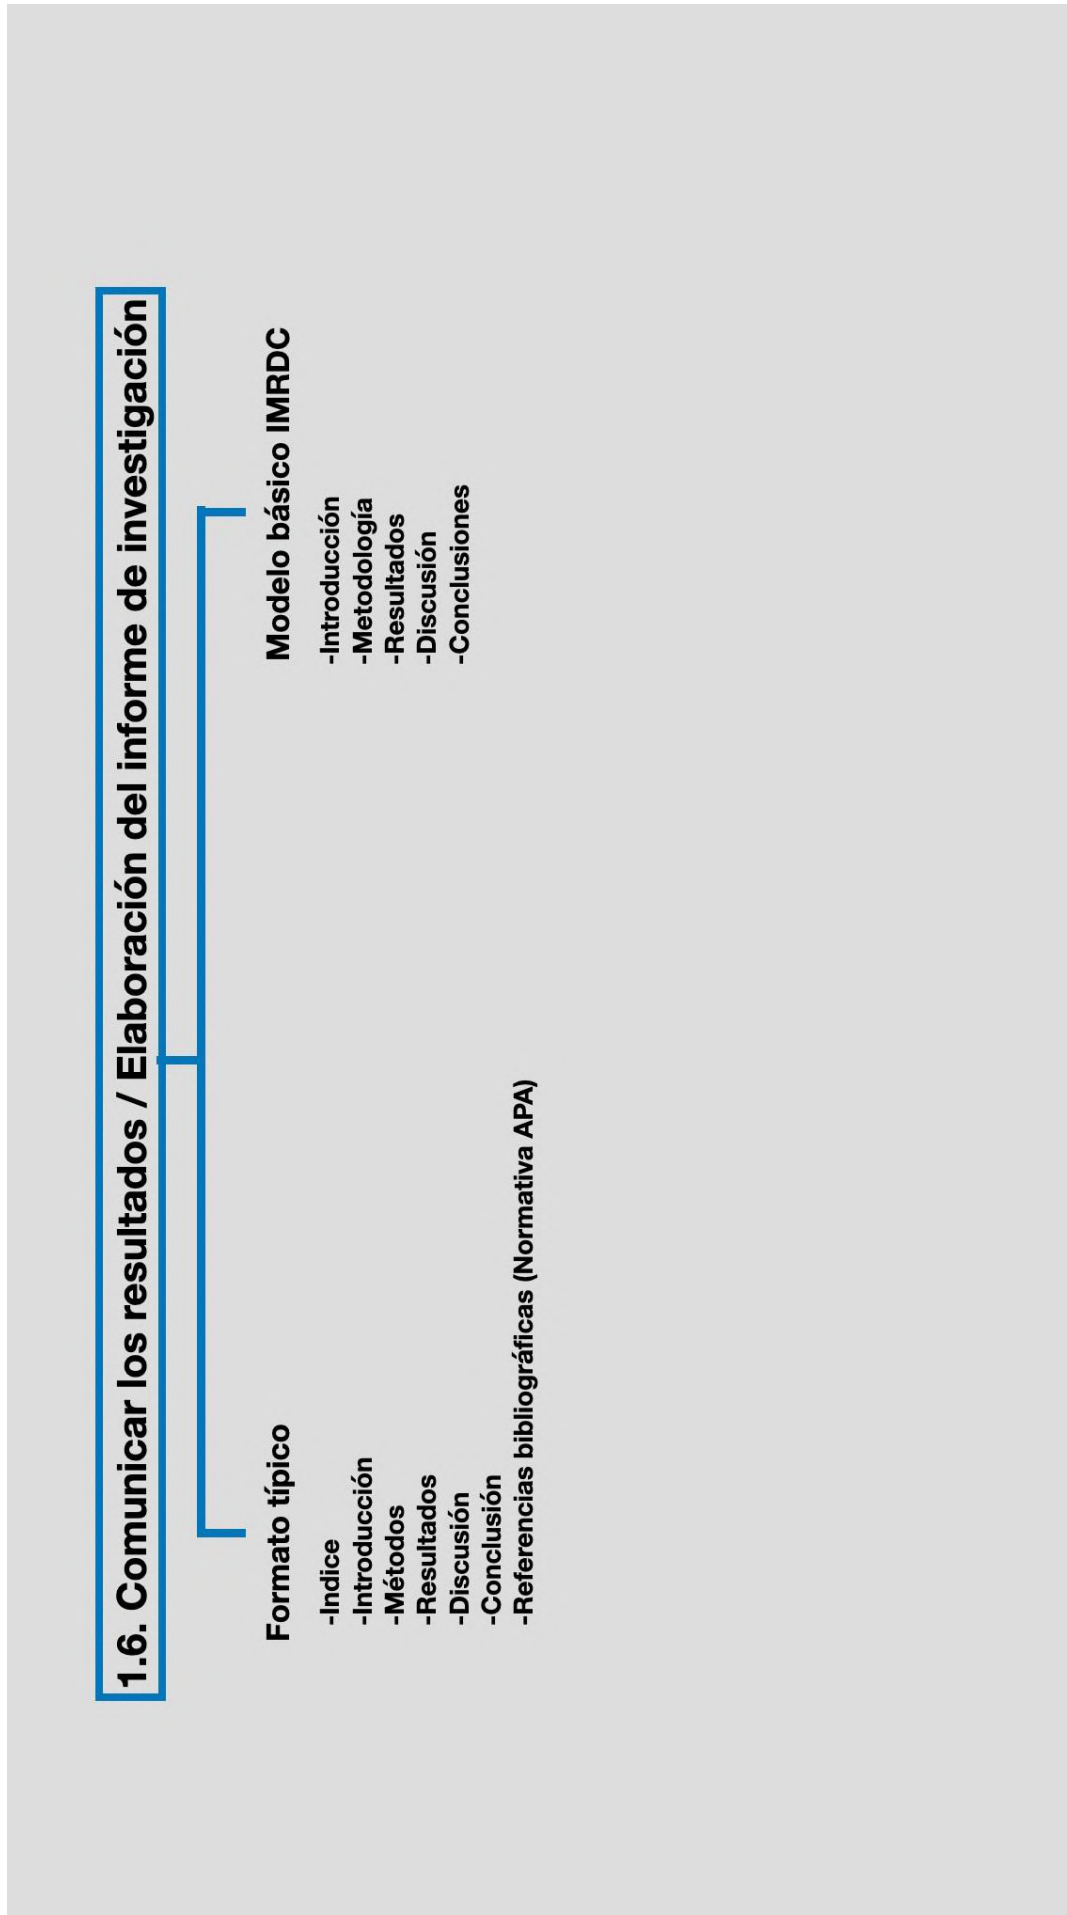 1.6. Comunicar los resultados / Elaboración del informe de investigación
Formato típico
-Indice
-Introducción
-Métodos
-Resultados
-Discusión
-Conclusión
-Referencias bibliográficas (Normativa APA)
Modelo básico IMRDC
-Introducción
-Metodología
-Resultados
-Discusión
-Conclusiones